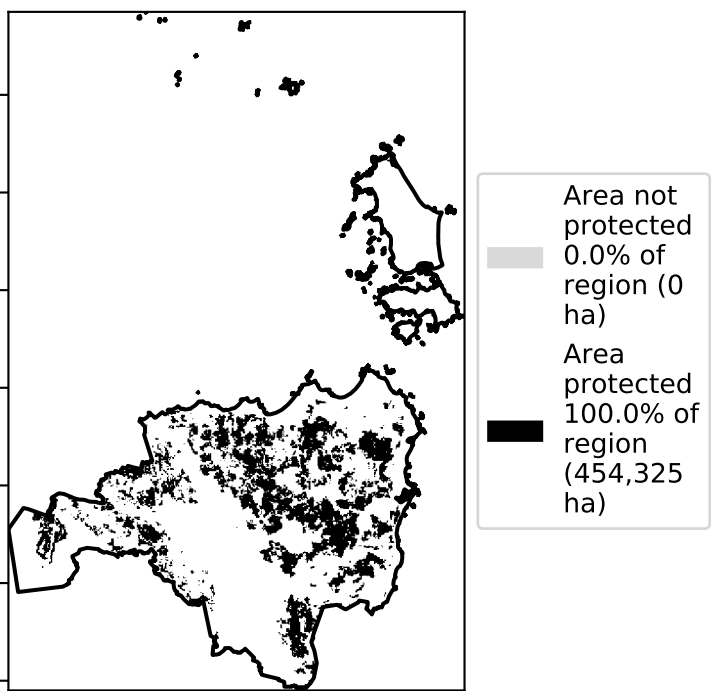 Area not
protected
0.0% of
region (0
ha)
Area
protected
100.0% of
region
(454,325
ha)